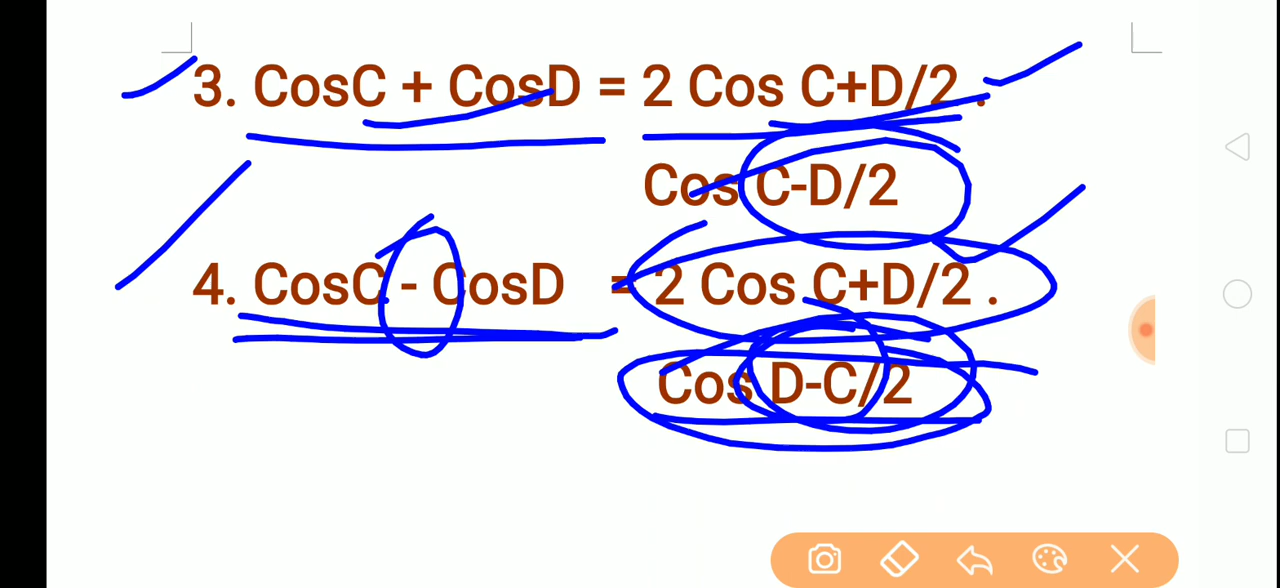 3. CosC + CosD = 2 Cos C+D/2 .
Cos C-D/2
4. CosC - CosD = 2 Cos C+D/2 .
Cos D-C/2